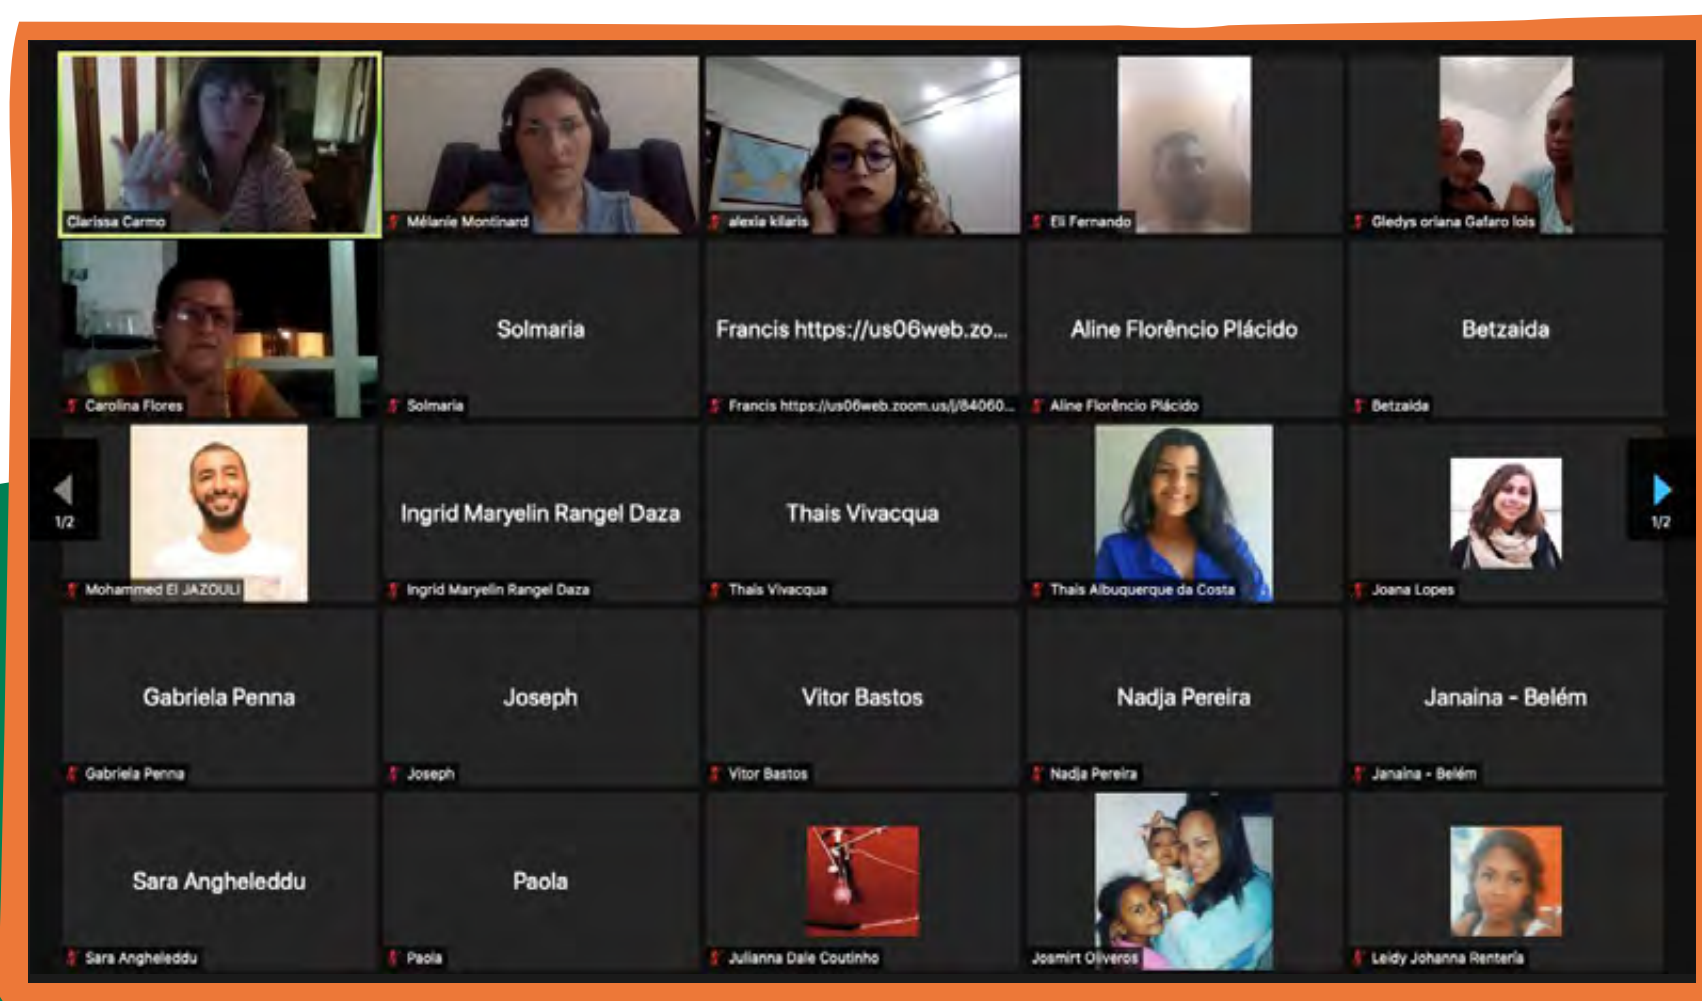 Clarissa Carmo
Mélanie Montinard
alexia kilaris
Eli Fernando
Gledys oriana Gafaro lois
Solmaria
Francis https://us06web.zo...
Aline Florêncio Plácido
Betzaida
Carolina Flores
Solmaria
Francis https://us06web.zoom.us/j/84060...
Aline Florêncio Plácido
Betzaida
1/2
1/2
Ingrid Maryelin Rangel Daza
Thais Vivacqua
Mohammed El JAZOULI
Ingrid Maryelin Rangel Daza
Thais Vivacqua
Thais Albuquerque da Costa
Joana Lopes
Gabriela Penna
Joseph
Vitor Bastos
Nadja Pereira
Janaina - Belém
Gabriela Penna
Joseph
Vitor Bastos
Nadja Pereira
Janaina - Belém
Sara Angheleddu
Paola
Sara Angheleddu
Paola
Julianna Dale Coutinho
Josmirt Oliveros
Leidy Johanna Rentería